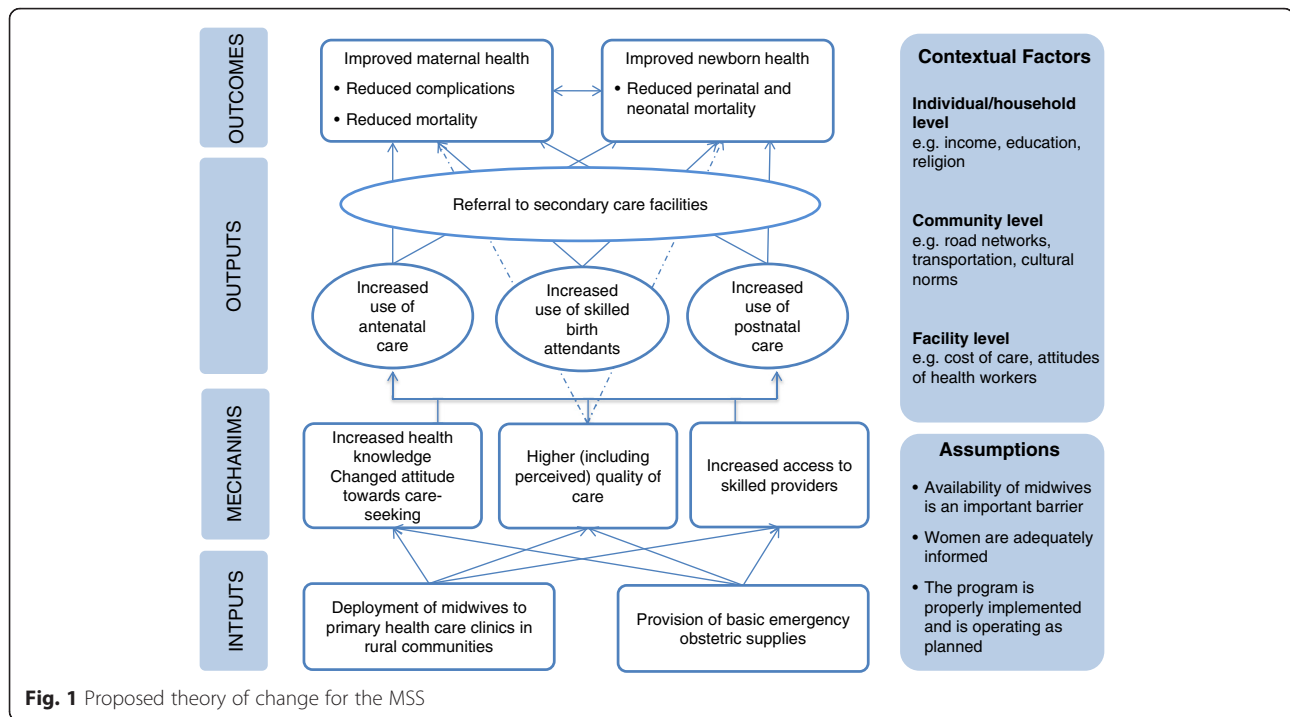 OUTCOMES
Improved maternal health
• Reduced complications
• Reduced mortality
Improved newborn health
• Reduced perinatal and
neonatal mortality
OUTPUTS
Referral to secondary care facilities
Increased
use of
antenatal
care
Increased
use of skilled
birth
attendants
Increased
use of
postnatal
care
MECHANIMS
Increased health
knowledge
Changed attitude
towards care-
seeking
Higher (including
perceived) quality of
care
Increased access to
skilled providers
INTPUTS
Deployment of midwives to
primary health care clinics in
rural communities
Provision of basic emergency
obstetric supplies
Contextual Factors
Individual/household
level
e.g. income, education,
religion
Community level
e.g. road networks,
transportation, cultural
norms
Facility level
e.g. cost of care, attitudes
of health workers
Assumptions
• Availability of midwives
is an important barrier
• Women are adequately
informed
• The program is
properly implemented
and is operating as
planned
Fig. 1 Proposed theory of change for the MSS